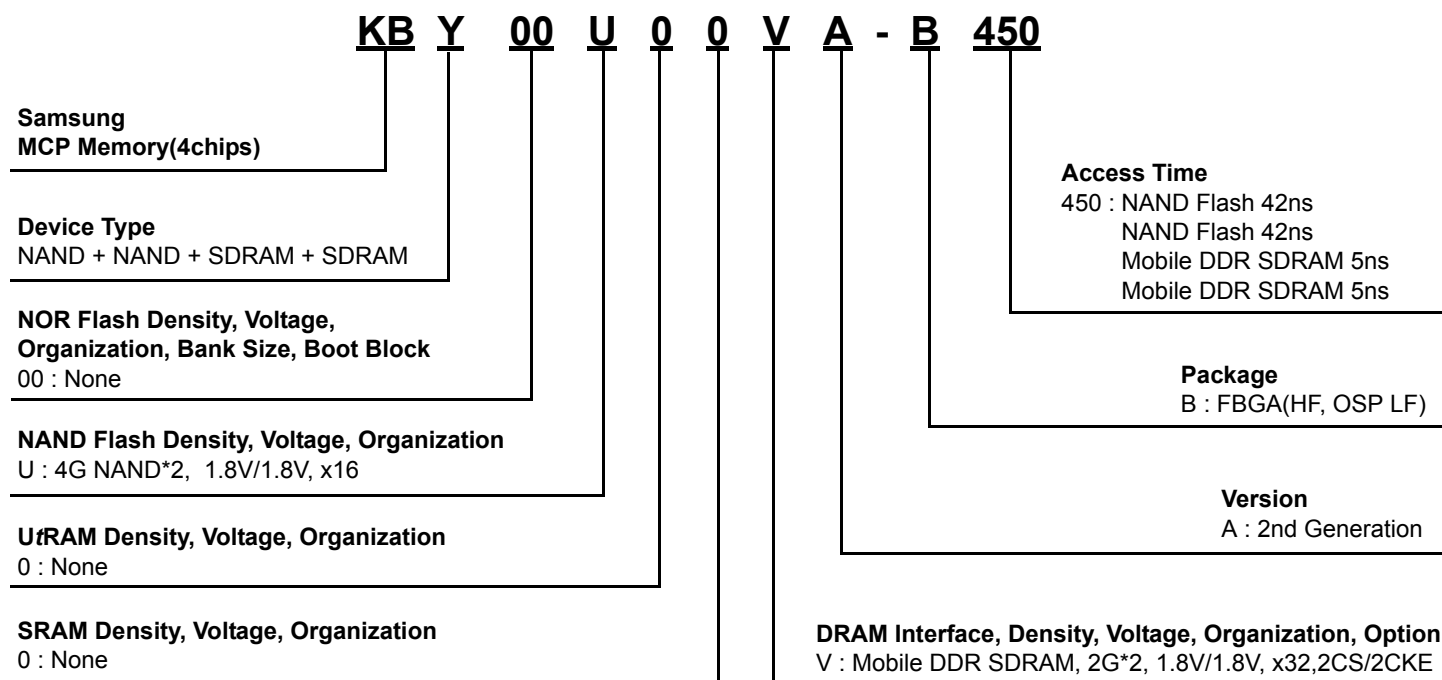 KB Y 00 U 0 0 V A - B 450
Samsung
MCP Memory(4chips)
Device Type
NAND + NAND + SDRAM + SDRAM
NOR Flash Density, Voltage,
Organization, Bank Size, Boot Block
00 : None
NAND Flash Density, Voltage, Organization
U : 4G NAND*2, 1.8V/1.8V, x16
UtRAM Density, Voltage, Organization
0 : None
SRAM Density, Voltage, Organization
0 : None
Access Time
450 : NAND Flash 42ns
NAND Flash 42ns
Mobile DDR SDRAM 5ns
Mobile DDR SDRAM 5ns
Package
B : FBGA(HF, OSP LF)
Version
A : 2nd Generation
DRAM Interface, Density, Voltage, Organization, Option
V : Mobile DDR SDRAM, 2G*2, 1.8V/1.8V, x32,2CS/2CKE